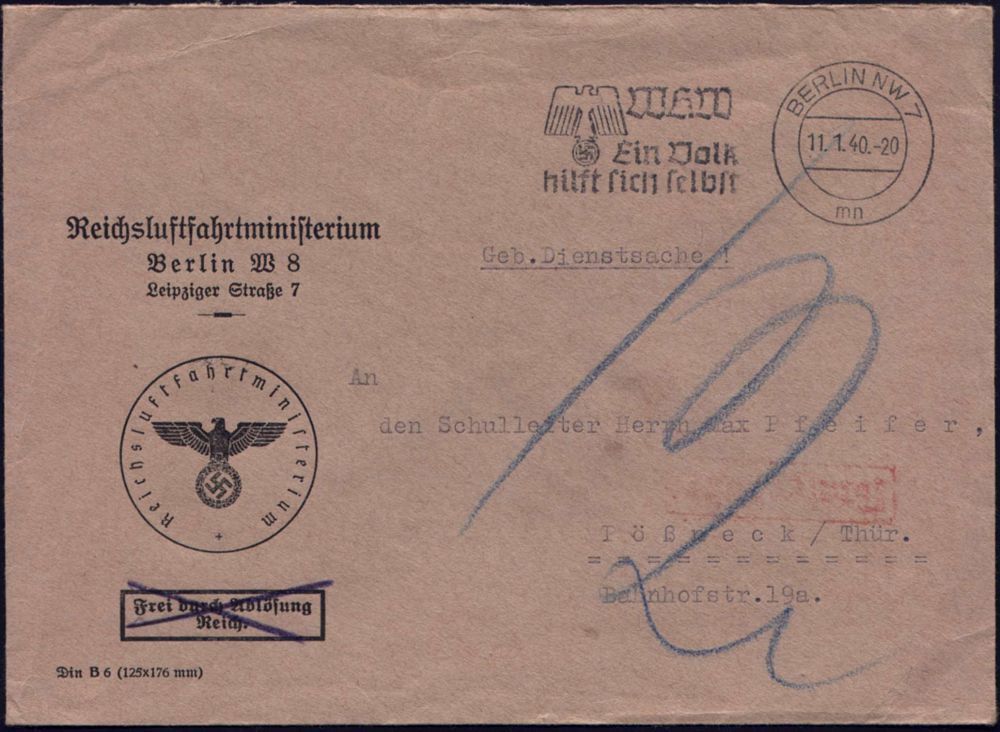 WHW
Ein Volk
hilft sich selbst
BERLIN NW 7
11.1.40.-20
mn
Reichsluftfahrtministerium
Berlin W 8
Leipziger Straße 7
Geb.Dienstsache!
Reichsluftfahrtministerium
An
den Schulleiter Herrn Max Pfeifer,
Pößneck/Thür.
Bahnhofstr.19a.
Frei durch Ablösung
Reich.
Din B 6 (125x176 mm)